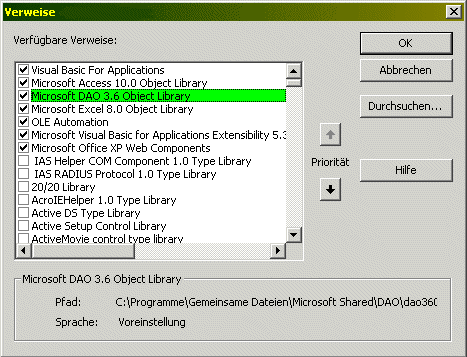 Verweise
Verfügbare Verweise:
OK
Abbrechen
Durchsuchen...
Priorität
Hilfe
Visual Basic For Applications
Microsoft Access 10.0 Object Library
Microsoft DAO 3.6 Object Library
Microsoft Excel 8.0 Object Library
OLE Automation
Microsoft Visual Basic for Applications Extensibility 5.3
Microsoft Office XP Web Components
IAS Helper COM Component 1.0 Type Library
IAS RADIUS Protocol 1.0 Type Library
20/20 Library
AcroIEHelper 1.0 Type Library
Active DS Type Library
Active Setup Control Library
ActiveMovie control type library
Microsoft DAO 3.6 Object Library
Pfad: C:\Programme\Gemeinsame Dateien\Microsoft Shared\DAO\dao360
Sprache: Voreinstellung